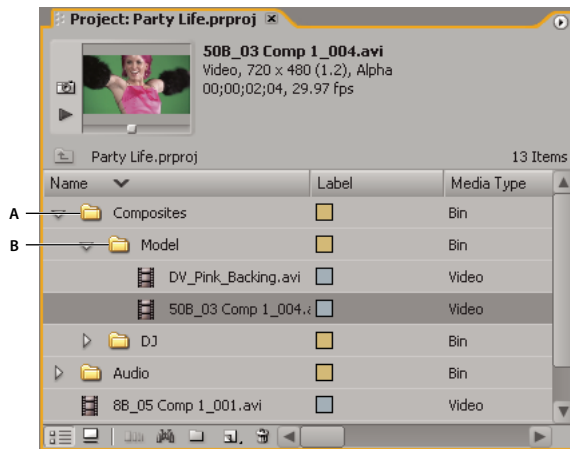 Project: Party Life.prproj
50B_03 Comp 1_004.avi
Video, 720 x 480 (1.2), Alpha
00;00;02;04, 29.97 fps
Party Life.prproj 13 Items
Name Label Media Type
A Composites Bin
B Model Bin
DV_Pink_Backing.avi Video
50B_03 Comp 1_004.a Video
DJ Bin
Audio Bin
8B_05 Comp 1_001.avi Video